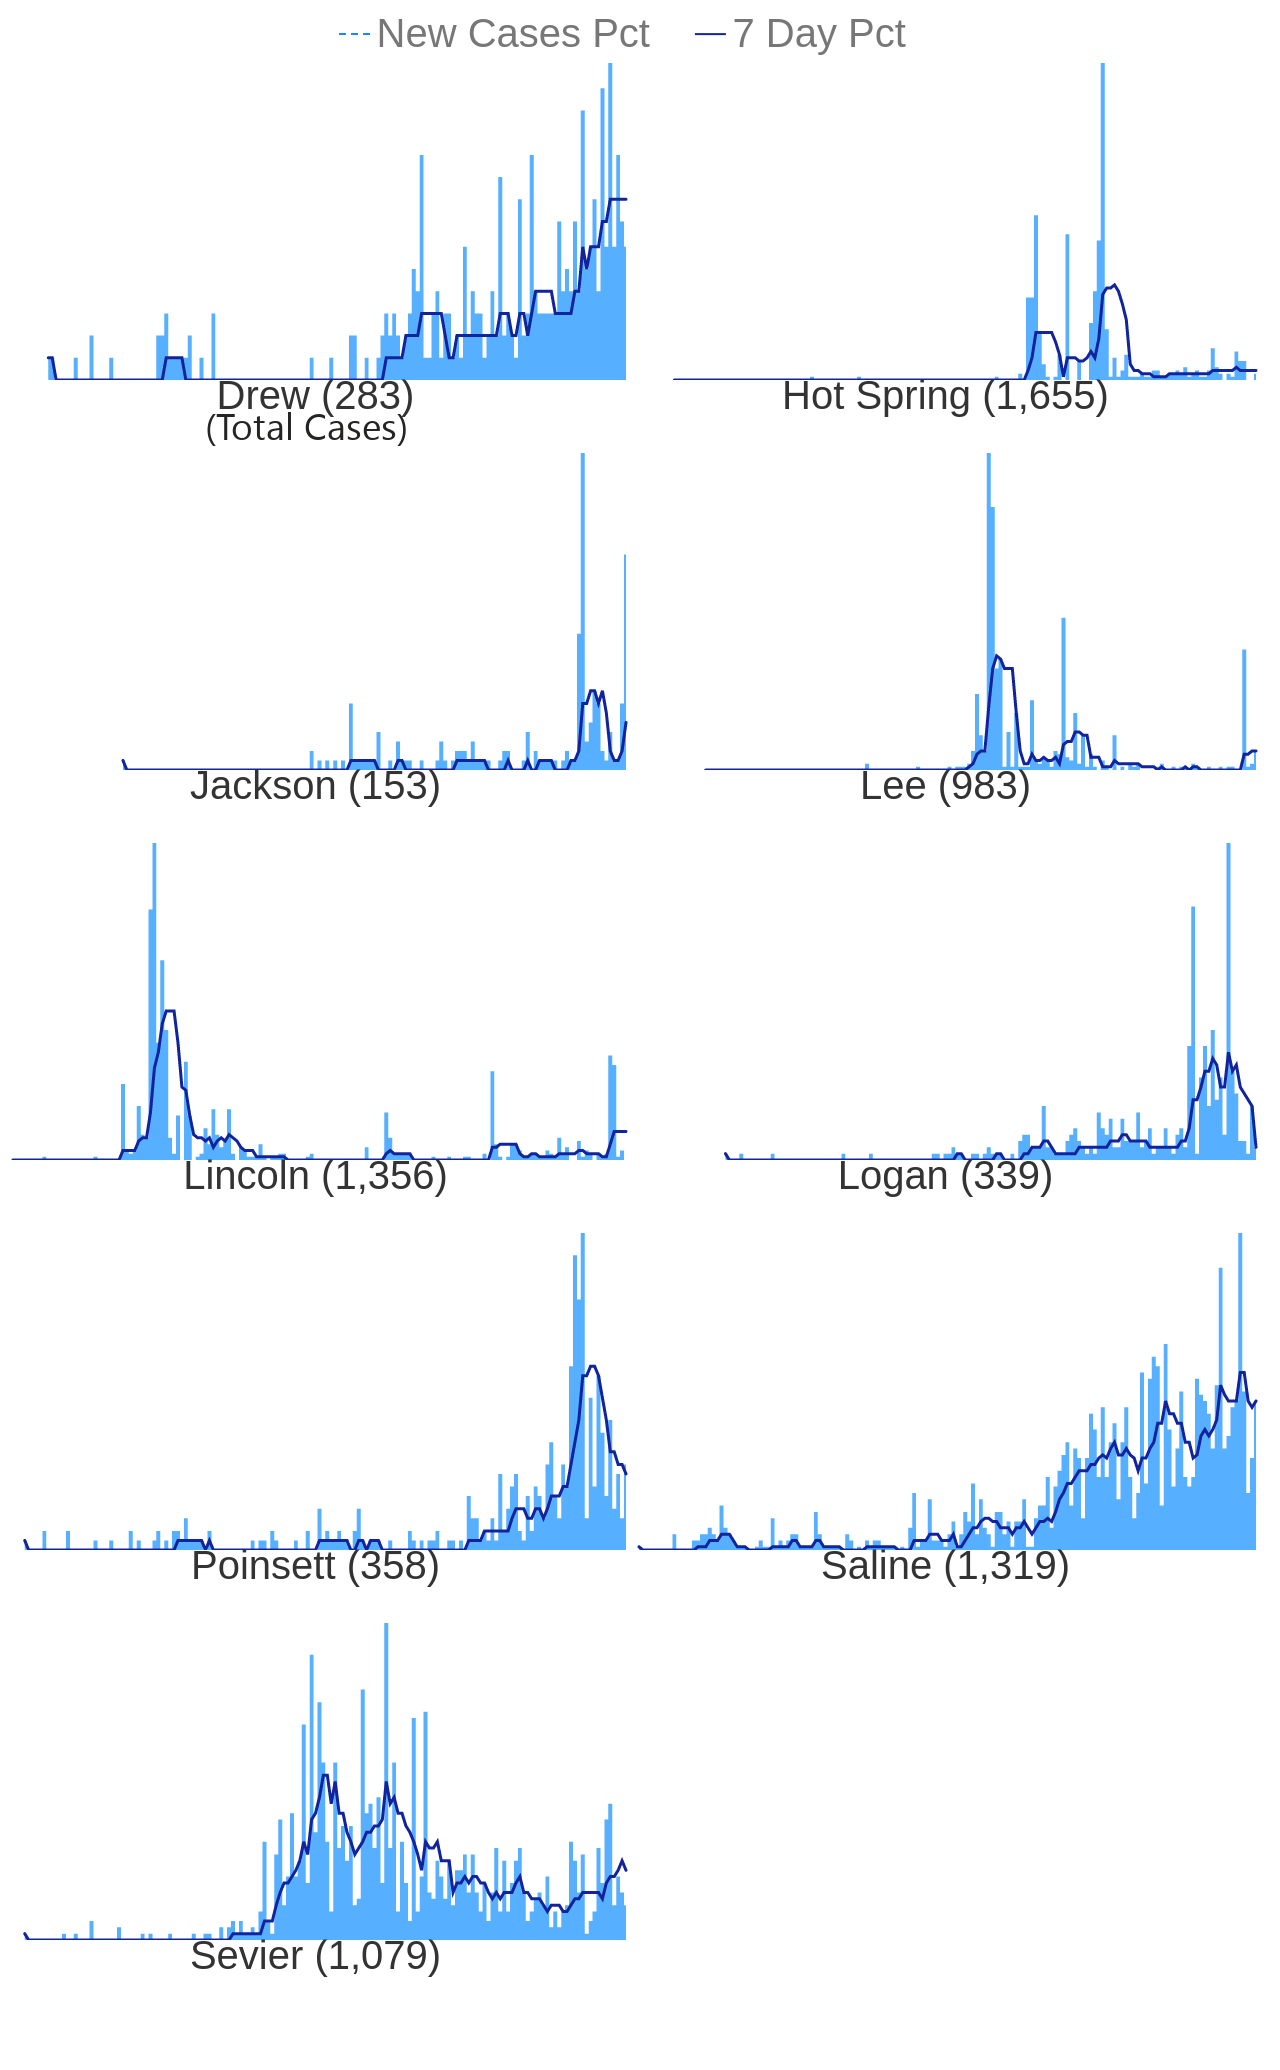 New Cases Pct 7 Day Pct
Drew (283) Hot Spring (1,655)
(Total Cases)
Jackson (153) Lee (983)
Lincoln (1,356) Logan (339)
Poinsett (358) Saline (1,319)
Sevier (1,079)